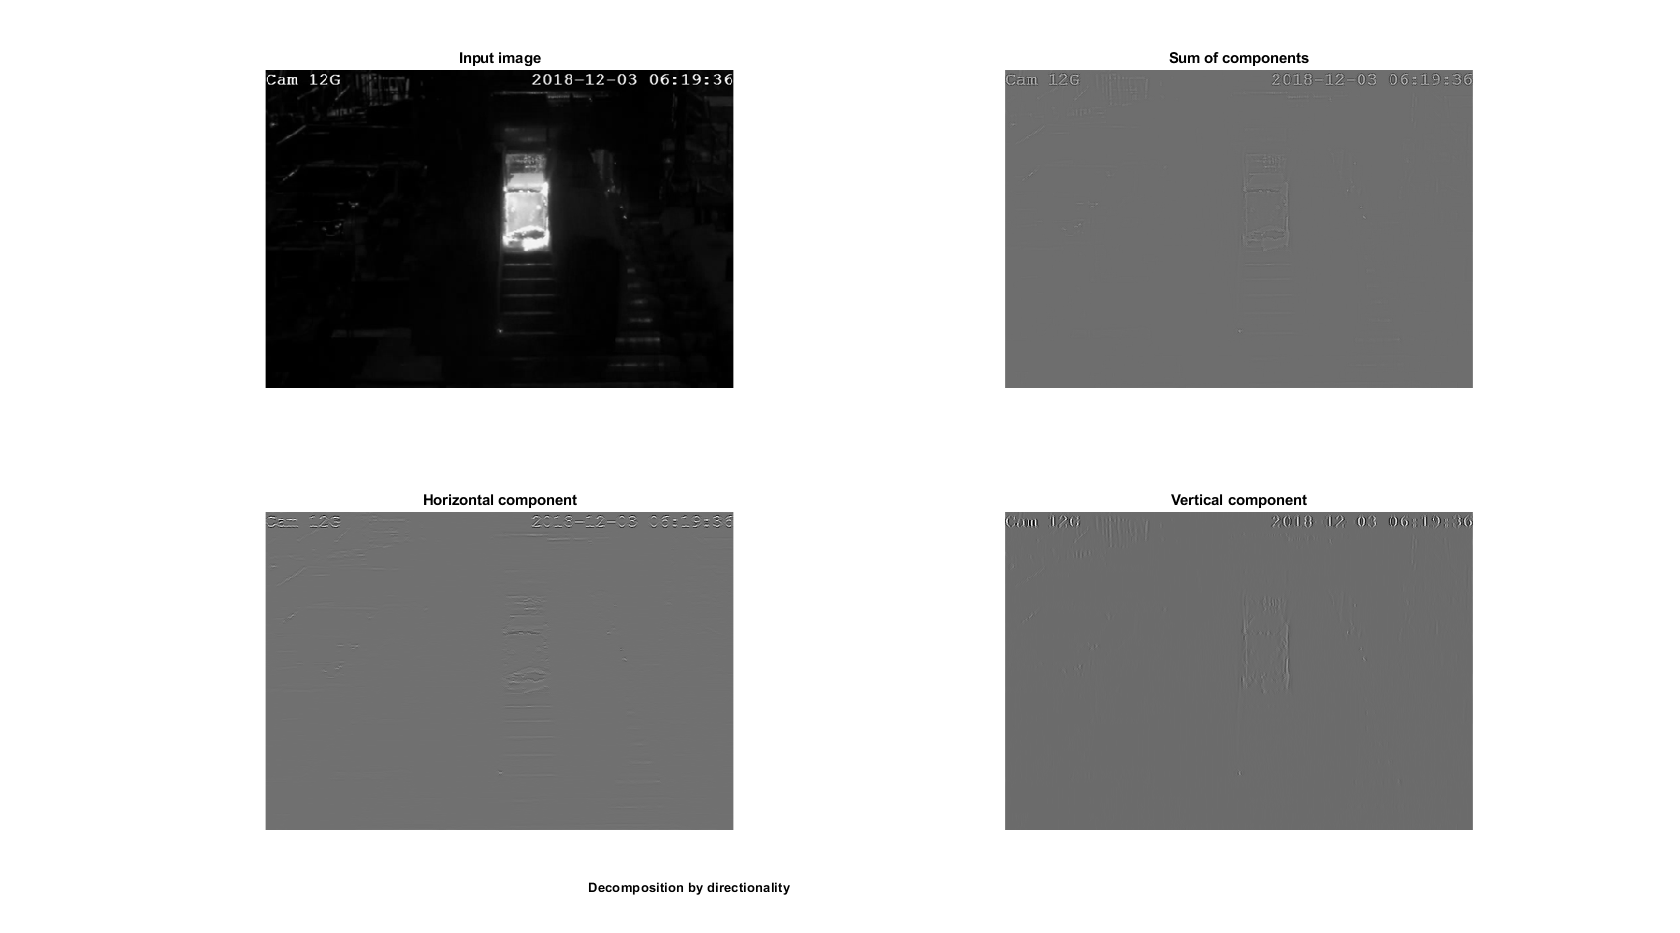 Input image
Cam 12G 2018-12-03 06:19:36
Sum of components
Cam 12G 2018-12-03 06:19:36
Horizontal component
Cam 12G 2018-12-03 06:19:36
Vertical component
Cam 12G 2018 12 03 06:19:36
Decomposition by directionality